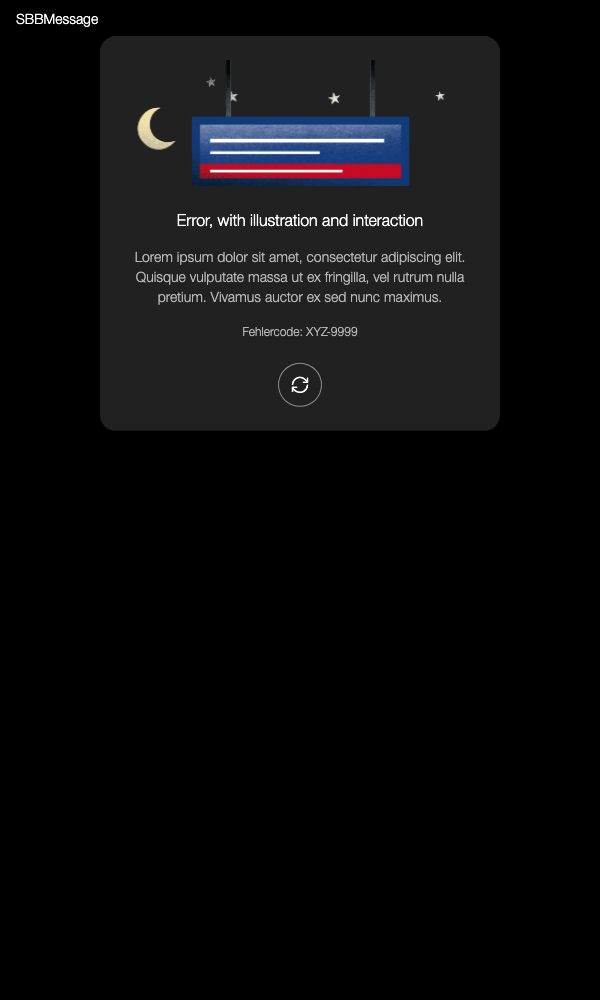 SBBMessage
Error, with illustration and interaction
Lorem ipsum dolor sit amet, consectetur adipiscing elit.
Quisque vulputate massa ut ex fringilla, vel rutrum nulla
pretium. Vivamus auctor ex sed nunc maximus.
Fehlercode: XYZ-9999